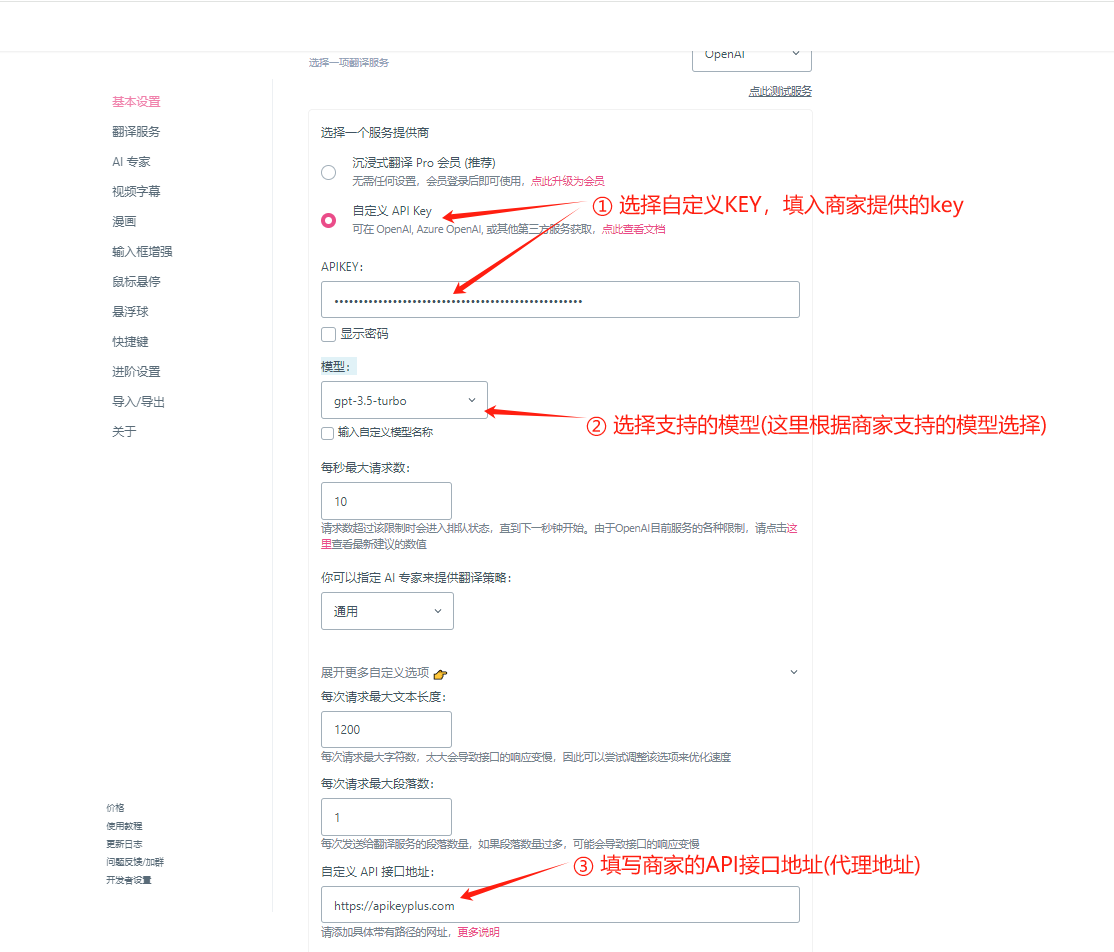 选择一项翻译服务
OpenAI
点此测试服务
基本设置
翻译服务
AI 专家
视频字幕
漫画
输入框增强
鼠标悬停
悬浮球
快捷键
进阶设置
导入/导出
关于
选择一个服务提供商
沉浸式翻译 Pro 会员 (推荐)
无需任何设置，会员登录后即可使用，点此升级为会员
自定义 API Key
可在 OpenAI, Azure OpenAI, 或其他第三方服务获取，点此查看文档
① 选择自定义KEY，填入商家提供的key
APIKEY:
••••••••••••••••••••••••••••••••••••••••••••••••••••
显示密码
模型:
gpt-3.5-turbo
② 选择支持的模型(这里根据商家支持的模型选择)
输入自定义模型名称
每秒最大请求数:
10
请求数超过该限制时会进入排队状态，直到下一秒钟开始。由于OpenAI目前服务的各种限制，请点击这
里查看最新建议的数值
你可以指定 AI 专家来提供翻译策略:
通用
展开更多自定义选项 👉
每次请求最大文本长度:
1200
每次请求最大字符数，太大会导致接口的响应变慢，因此可以尝试调整该选项来优化速度
每次请求最大段落数:
1
每次发送给翻译服务的段落数量，如果段落数量过多，可能会导致接口的响应变慢
自定义 API 接口地址:
③ 填写商家的API接口地址(代理地址)
https://apikeyplus.com
请添加具体带有路径的网址，更多说明
价格
使用教程
更新日志
问题反馈/加群
开发者设置